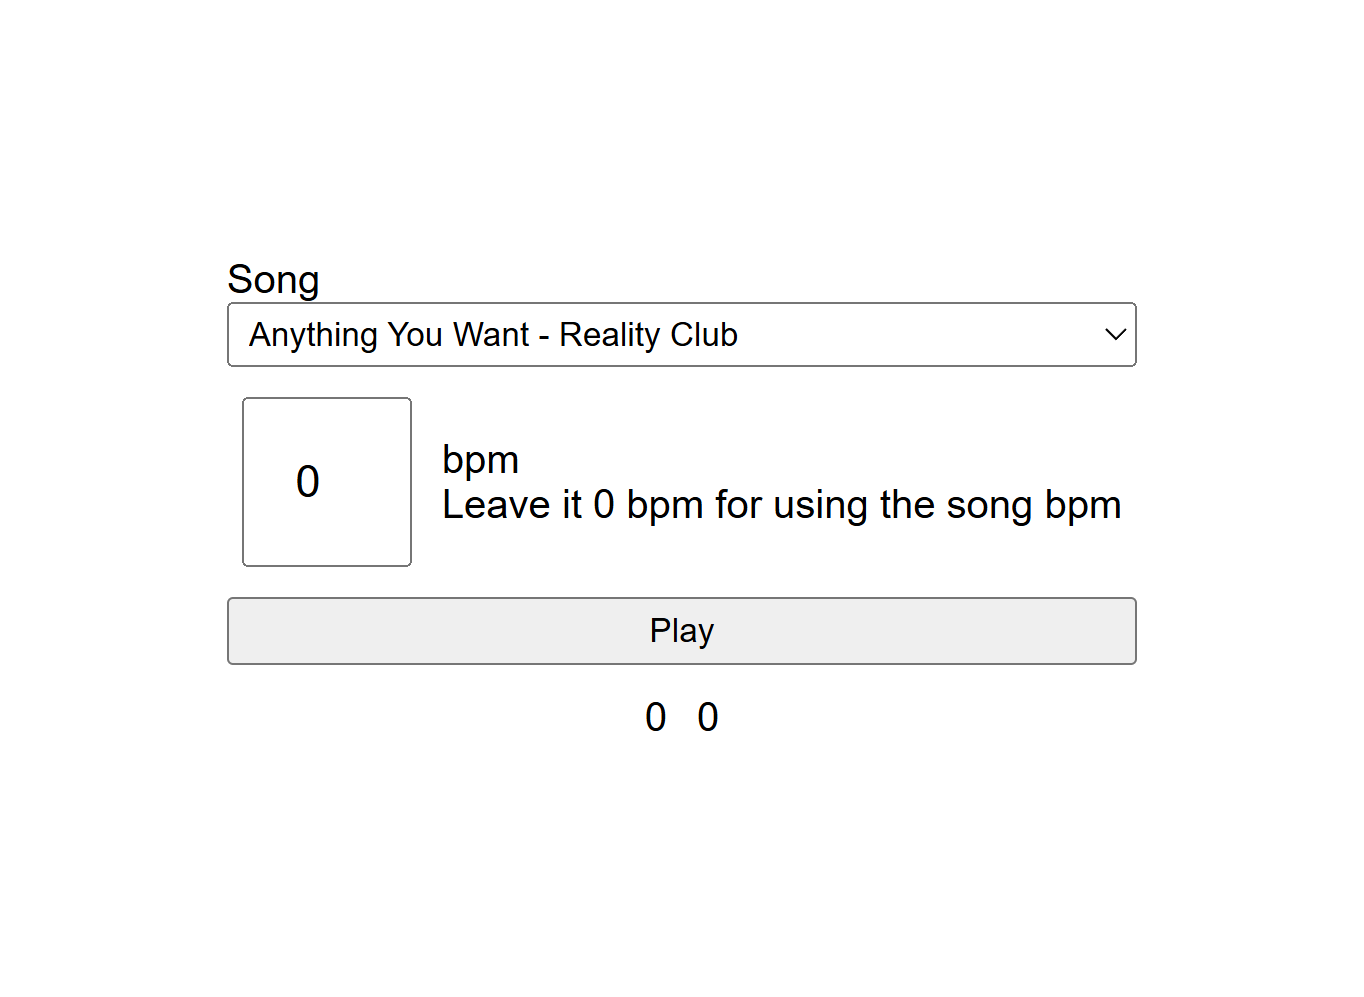 Song
Anything You Want - Reality Club
0
bpm
Leave it 0 bpm for using the song bpm
Play
0 0